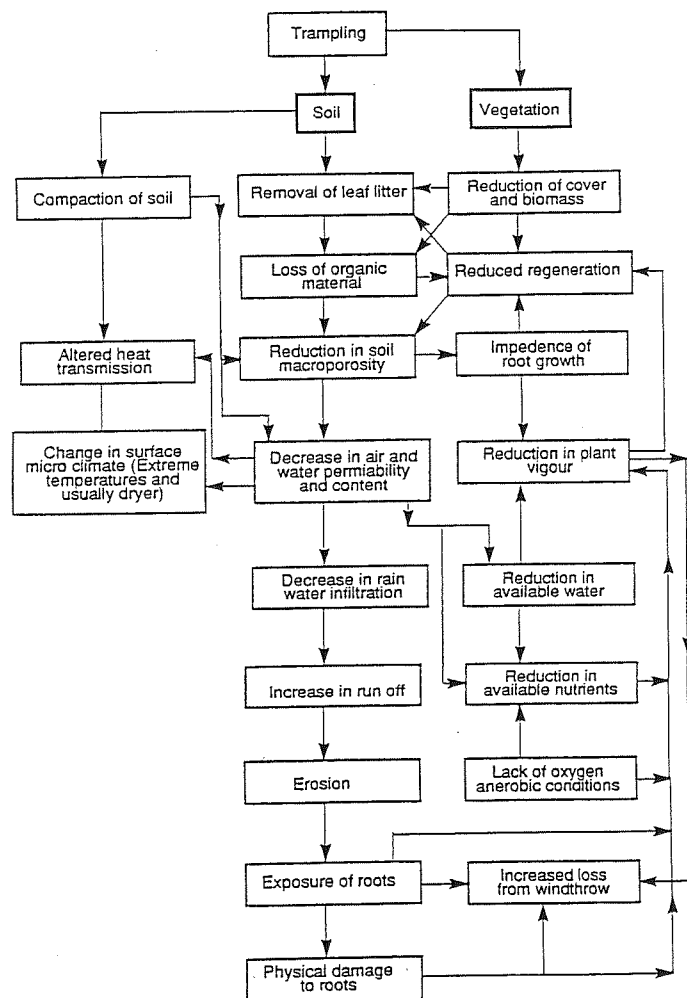 Trampling
Soil
Vegetation
Compaction of soil
Removal of leaf litter
Reduction of cover
and biomass
Loss of organic
material
Reduced regeneration
Altered heat
transmission
Reduction in soil
macroporosity
Impedence of
root growth
Change in surface
micro climate (Extreme
temperatures and
usually dryer)
Decrease in air and
water permiability
and content
Reduction in plant
vigour
Decrease in rain
water infiltration
Reduction in
available water
Increase in run off
Reduction in
available nutrients
Erosion
Lack of oxygen
anerobic conditions
Exposure of roots
Increased loss
from windthrow
Physical damage
to roots